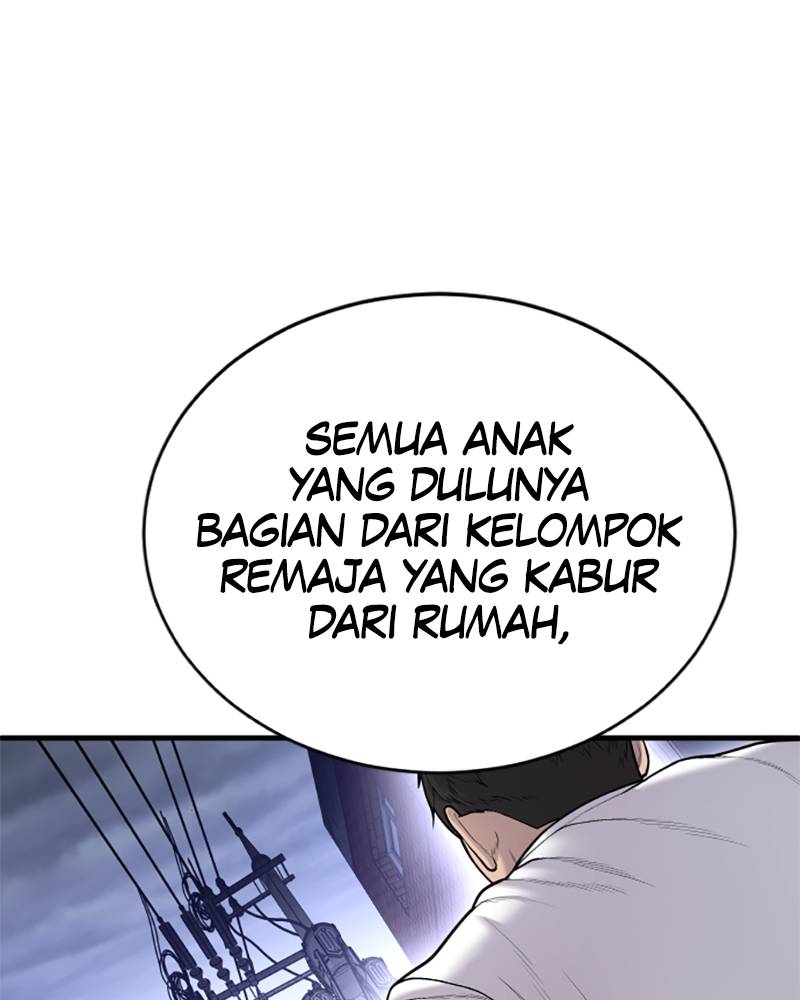 SEMUA ANAK
YANG DULUNYA
BAGIAN DARI KELOMPOK
REMAJA YANG KABUR
DARI RUMAH,